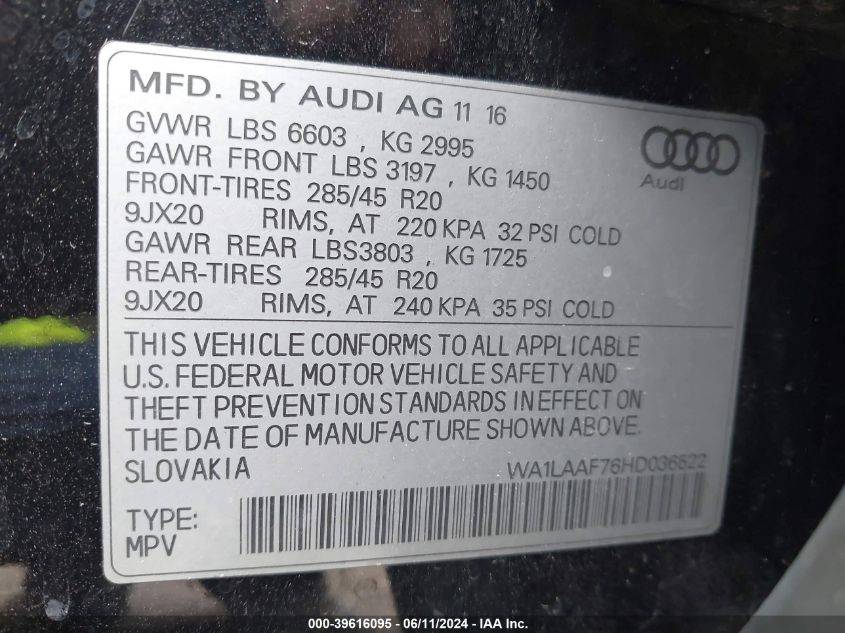 MFD. BY AUDI AG 11 16
GVWR LBS 6603 , KG 2995
GAWR FRONT LBS 3197 , KG 1450
FRONT-TIRES 285/45 R20
9JX20 RIMS, AT 220 KPA 32 PSI COLD
GAWR REAR LBS3803 , KG 1725
REAR-TIRES 285/45 R20
9JX20 RIMS, AT 240 KPA 35 PSI COLD
Audi
THIS VEHICLE CONFORMS TO ALL APPLICABLE
U.S. FEDERAL MOTOR VEHICLE SAFETY AND
THEFT PREVENTION STANDARDS IN EFFECT ON
THE DATE OF MANUFACTURE SHOWN ABOVE.
SLOVAKIA WA1LAAF76HD036522
TYPE:
MPV
000-39616095 - 06/11/2024 - IAA Inc.